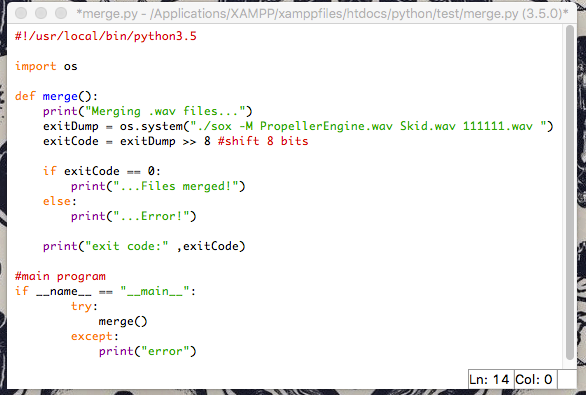 *merge.py - /Applications/XAMPP/xamppfiles/htdocs/python/test/merge.py (3.5.0)*
#!/usr/local/bin/python3.5

import os

def merge():
    print("Merging .wav files...")
    exitDump = os.system("./sox -M PropellerEngine.wav Skid.wav 111111.wav ")
    exitCode = exitDump >> 8 #shift 8 bits

    if exitCode == 0:
        print("...Files merged!")
    else:
        print("...Error!")

    print("exit code:" ,exitCode)

#main program
if __name__ == "__main__":
        try:
            merge()
        except:
            print("error")
Ln: 14 Col: 0